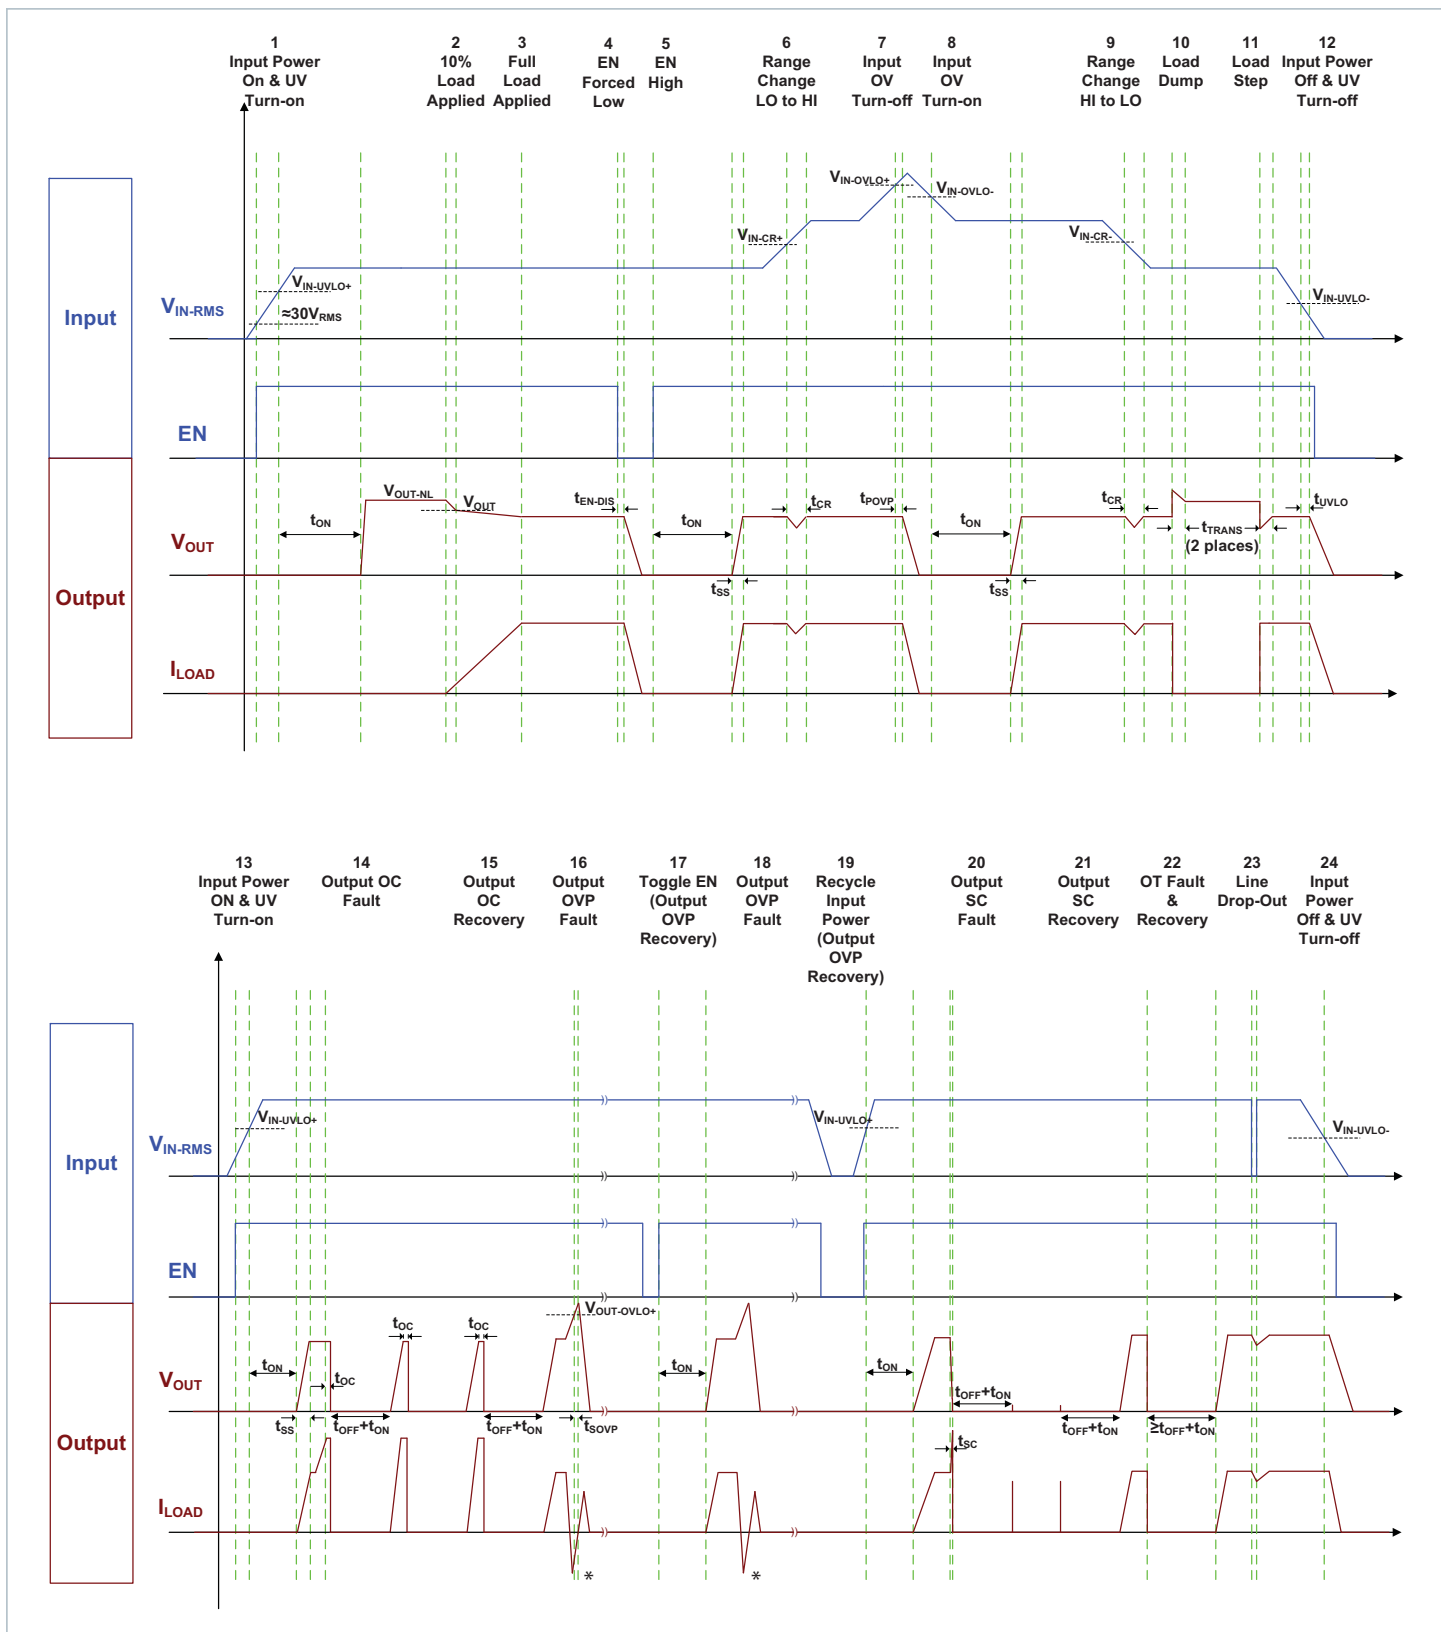 1
Input Power
On & UV
Turn-on
2
10%
Load
Applied
3
Full
Load
Applied
4
EN
Forced
Low
5
EN
High
6
Range
Change
LO to HI
7
Input
OV
Turn-off
8
Input
OV
Turn-on
9
Range
Change
HI to LO
10
Load
Dump
11
Load
Step
12
Input Power
Off & UV
Turn-off
Input
VIN-RMS
VIN-UVLO+
≈30VRMS
VIN-CR+
VIN-OVLO+
VIN-OVLO-
VIN-CR-
VIN-UVLO-
EN
Output
VOUT
tON
VOUT-NL
VOUT
tEN-DIS
tON
tSS
tCR
tPOVP
tON
tSS
tCR
tTRANS
(2 places)
tUVLO
ILOAD
13
Input Power
ON & UV
Turn-on
14
Output OC
Fault
15
Output
OC
Recovery
16
Output
OVP
Fault
17
Toggle EN
(Output
OVP
Recovery)
18
Output
OVP
Fault
19
Recycle
Input
Power
(Output
OVP
Recovery)
20
Output
SC
Fault
21
Output
SC
Recovery
22
OT Fault
&
Recovery
23
Line
Drop-Out
24
Input
Power
Off & UV
Turn-off
Input
VIN-RMS
VIN-UVLO+
VIN-UVLO+
VIN-UVLO-
EN
Output
VOUT
tON
tSS
tOC
tOFF+tON
tOC
tOC
tOFF+tON
VOUT-OVLO+
tSOVP
tON
tON
tOFF+tON
tSC
tOFF+tON
≥tOFF+tON
ILOAD
*
*